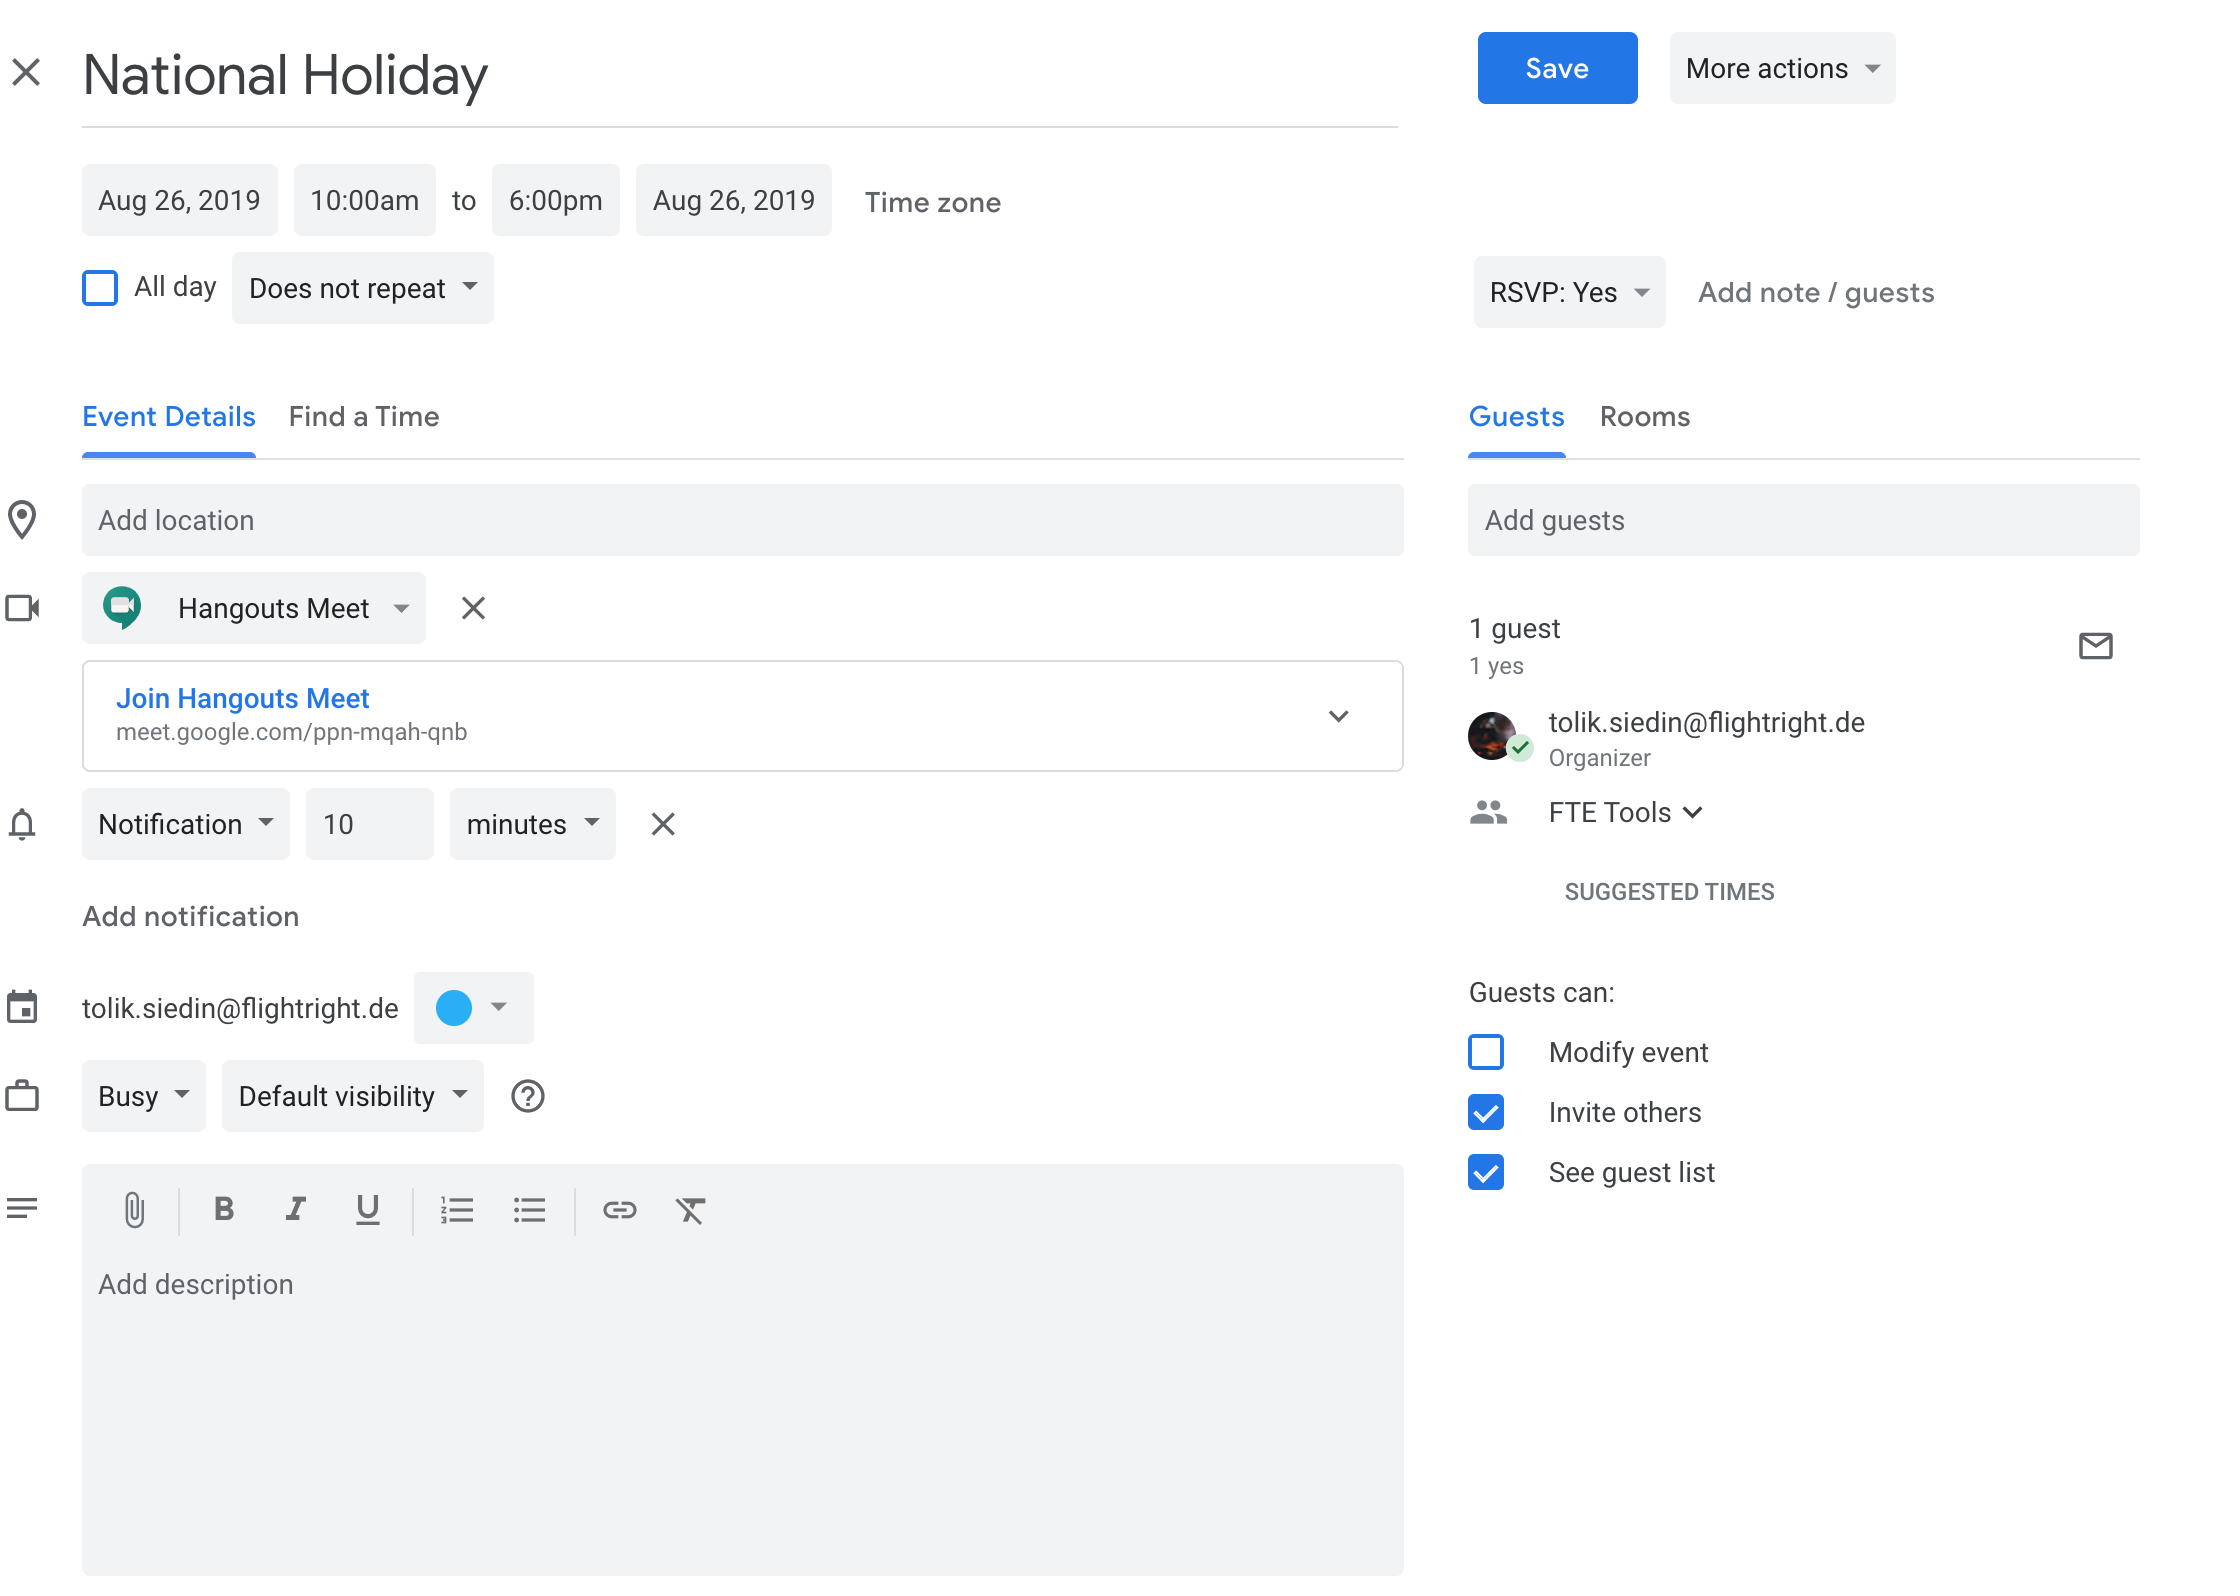 National Holiday
Save
More actions
Aug 26, 2019 10:00am to 6:00pm Aug 26, 2019 Time zone
All day Does not repeat
RSVP: Yes Add note / guests
Event Details Find a Time
Guests Rooms
Add location
Add guests
Hangouts Meet
Join Hangouts Meet
meet.google.com/ppn-mqah-qnb
1 guest
1 yes
tolik.siedin@flightright.de
Organizer
FTE Tools
SUGGESTED TIMES
Notification 10 minutes
Add notification
tolik.siedin@flightright.de
Busy Default visibility
Guests can:
Modify event
Invite others
See guest list
B I U
Add description